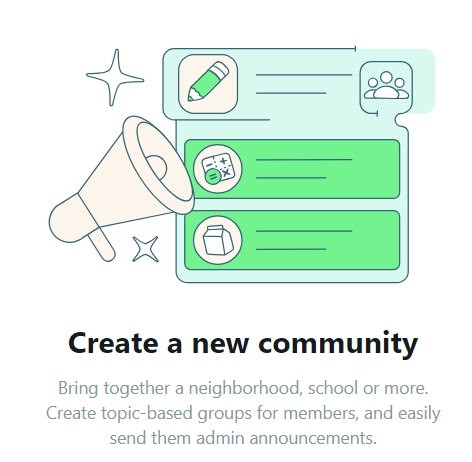 Create a new community
Bring together a neighborhood, school or more.
Create topic-based groups for members, and easily
send them admin announcements.